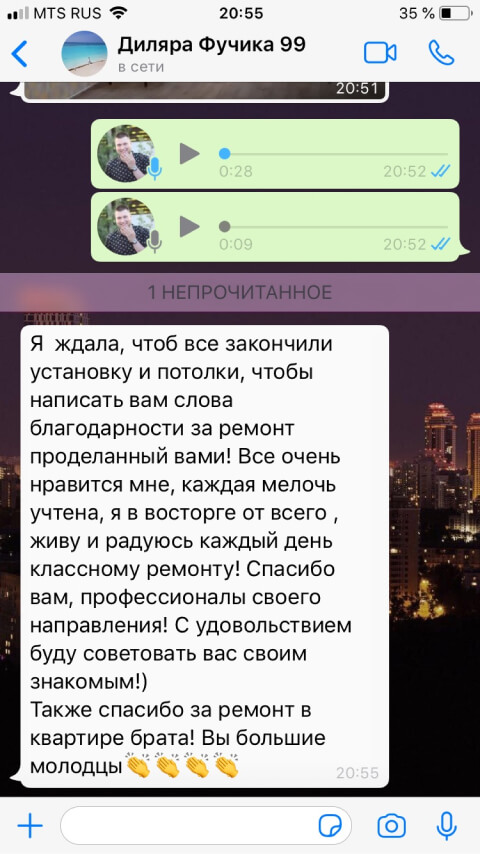 MTS RUS 20:55 35 %
Диляра Фучика 99
в сети
20:51
0:28 20:52
0:09 20:52
1 НЕПРОЧИТАННОЕ
Я ждала, чтоб все закончили
установку и потолки, чтобы
написать вам слова
благодарности за ремонт
проделанный вами! Все очень
нравится мне, каждая мелочь
учтена, я в восторге от всего ,
живу и радуюсь каждый день
классному ремонту! Спасибо
вам, профессионалы своего
направления! С удовольствием
буду советовать вас своим
знакомым!)
Также спасибо за ремонт в
квартире брата! Вы большие
молодцы👏👏👏👏
20:55